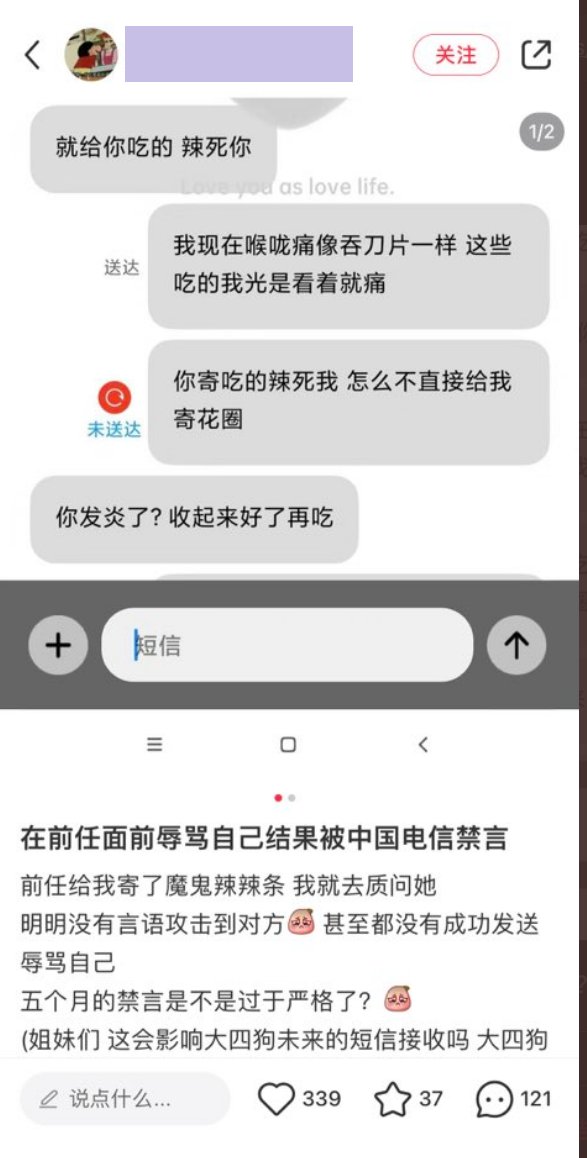 关注
1/2
就给你吃的 辣死你
Love you as love life.
我现在喉咙痛像吞刀片一样 这些
吃的我光是看着就痛
送达
你寄吃的辣死我 怎么不直接给我
寄花圈
未送达
你发炎了? 收起来好了再吃
短信
在前任面前辱骂自己结果被中国电信禁言
前任给我寄了魔鬼辣辣条 我就去质问她
明明没有言语攻击到对方 甚至都没有成功发送
辱骂自己
五个月的禁言是不是过于严格了?
(姐妹们 这会影响大四狗未来的短信接收吗 大四狗
说点什么...
339
37
121